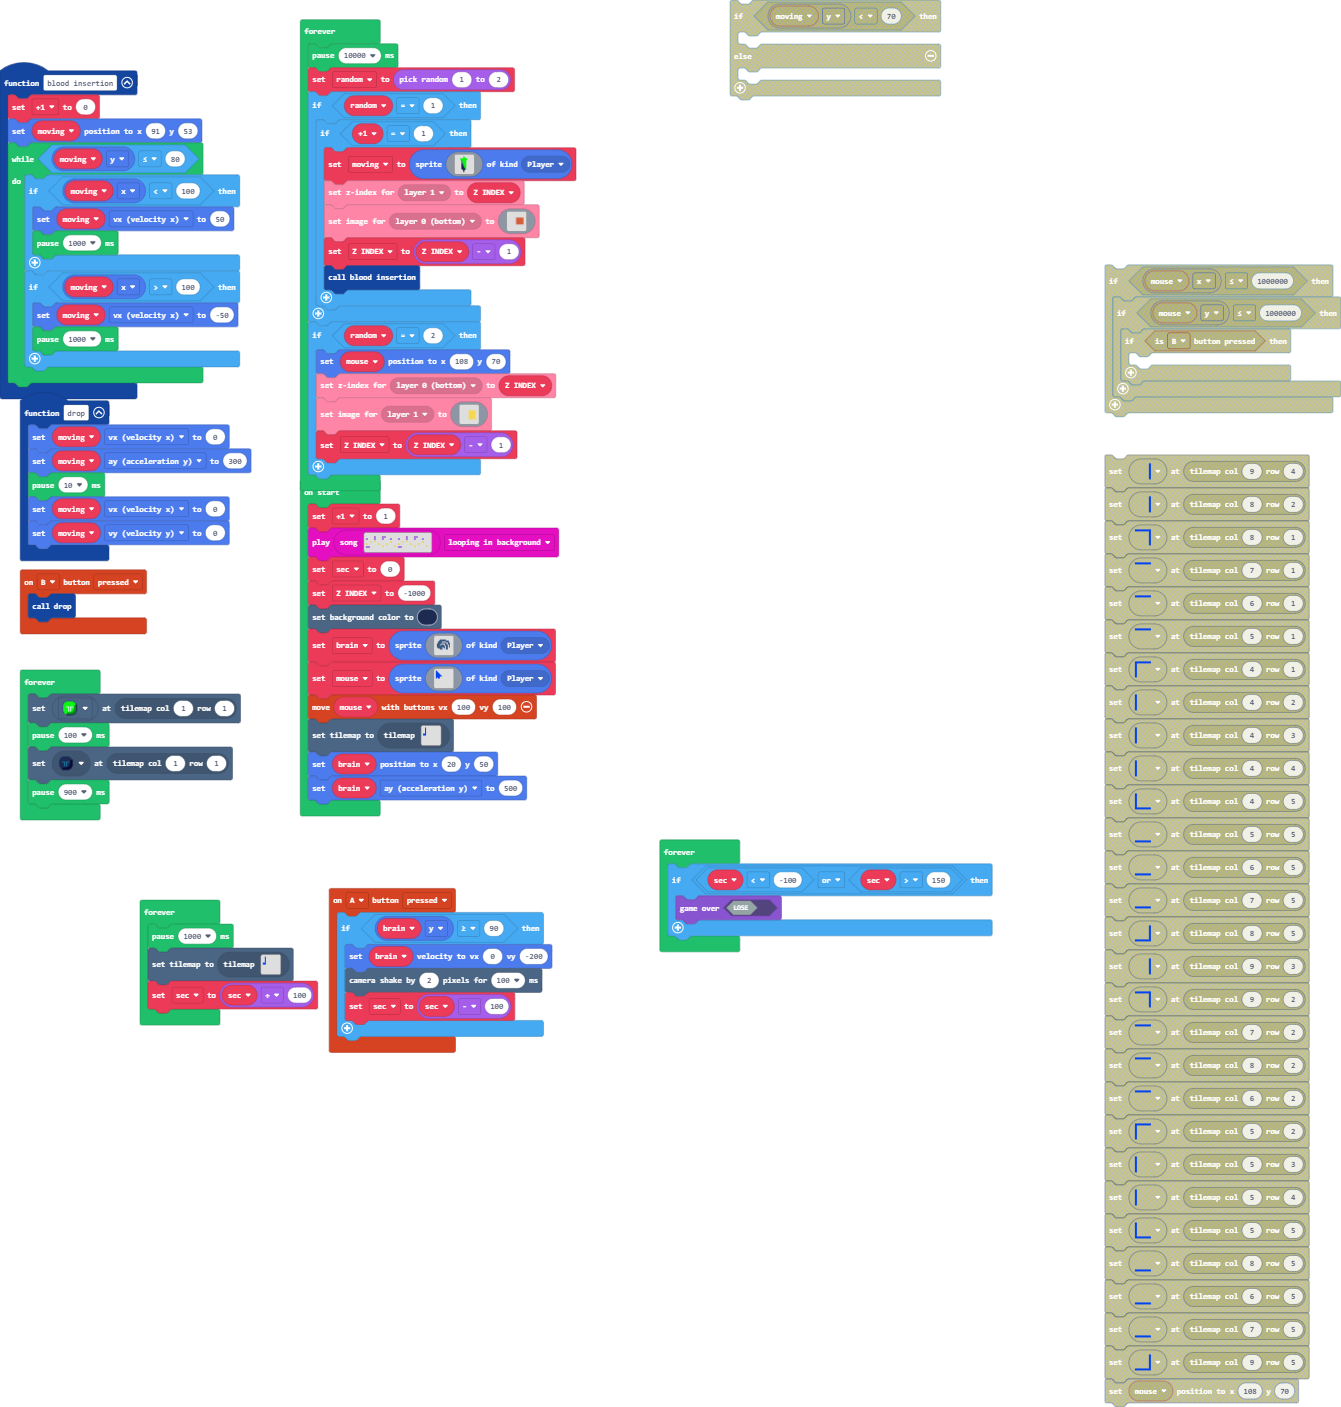 function blood insertion
set +1 to 0
set moving position to x 91 y 53
while moving y ≤ 80
do
if moving x < 100 then
set moving vx (velocity x) to 50
pause 1000 ms
if moving x > 100 then
set moving vx (velocity x) to -50
pause 1000 ms
function drop
set moving vx (velocity x) to 0
set moving ay (acceleration y) to 300
pause 10 ms
set moving vx (velocity x) to 0
set moving vy (velocity y) to 0
on B button pressed
call drop
forever
set at tilemap col 1 row 1
pause 100 ms
set at tilemap col 1 row 1
pause 900 ms
forever
pause 1000 ms
set tilemap to tilemap
set sec to sec + 100
forever
pause 10000 ms
set random to pick random 1 to 2
if random = 1 then
if +1 = 1 then
set moving to sprite of kind Player
set z-index for layer 1 to Z INDEX
set image for layer 0 (bottom) to
set Z INDEX to Z INDEX - 1
call blood insertion
if random = 2 then
set mouse position to x 108 y 70
set z-index for layer 0 (bottom) to Z INDEX
set image for layer 1 to
set Z INDEX to Z INDEX - 1
on start
set +1 to 1
play song looping in background
set sec to 0
set Z INDEX to -1000
set background color to
set brain to sprite of kind Player
set mouse to sprite of kind Player
move mouse with buttons vx 100 vy 100
set tilemap to tilemap
set brain position to x 20 y 50
set brain ay (acceleration y) to 500
on A button pressed
if brain y ≥ 90 then
set brain velocity to vx 0 vy -200
camera shake by 2 pixels for 100 ms
set sec to sec - 100
if moving y < 70 then
else
forever
if sec < -100 or sec > 150 then
game over LOSE
if mouse x ≤ 1000000 then
if mouse y ≤ 1000000 then
if is B button pressed then
set at tilemap col 9 row 4
set at tilemap col 8 row 2
set at tilemap col 8 row 1
set at tilemap col 7 row 1
set at tilemap col 6 row 1
set at tilemap col 5 row 1
set at tilemap col 4 row 1
set at tilemap col 4 row 2
set at tilemap col 4 row 3
set at tilemap col 4 row 4
set at tilemap col 4 row 5
set at tilemap col 5 row 5
set at tilemap col 6 row 5
set at tilemap col 7 row 5
set at tilemap col 8 row 5
set at tilemap col 9 row 3
set at tilemap col 9 row 2
set at tilemap col 7 row 2
set at tilemap col 8 row 2
set at tilemap col 6 row 2
set at tilemap col 5 row 2
set at tilemap col 5 row 3
set at tilemap col 5 row 4
set at tilemap col 5 row 5
set at tilemap col 8 row 5
set at tilemap col 6 row 5
set at tilemap col 7 row 5
set at tilemap col 9 row 5
set mouse position to x 108 y 70